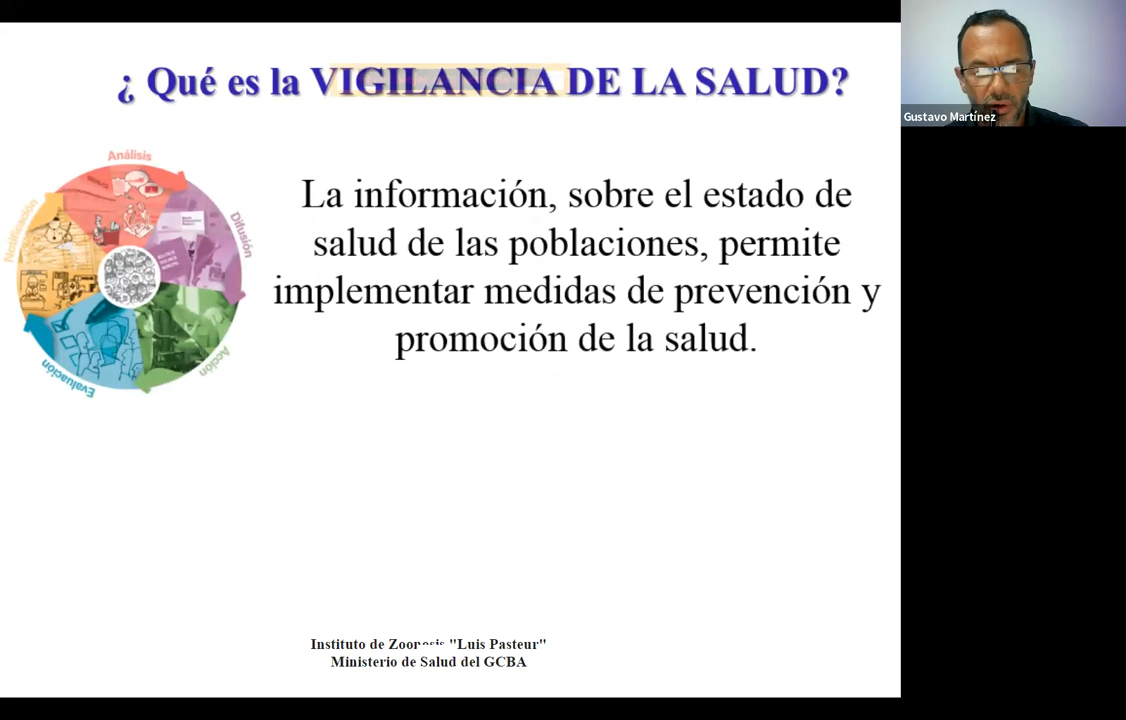 ¿ Qué es la VIGILANCIA DE LA SALUD?
Gustavo Martínez
Análisis
Notificación
Difusión
Acción
Evaluación
La información, sobre el estado de
salud de las poblaciones, permite
implementar medidas de prevención y
promoción de la salud.
Instituto de Zoonosis "Luis Pasteur"
Ministerio de Salud del GCBA